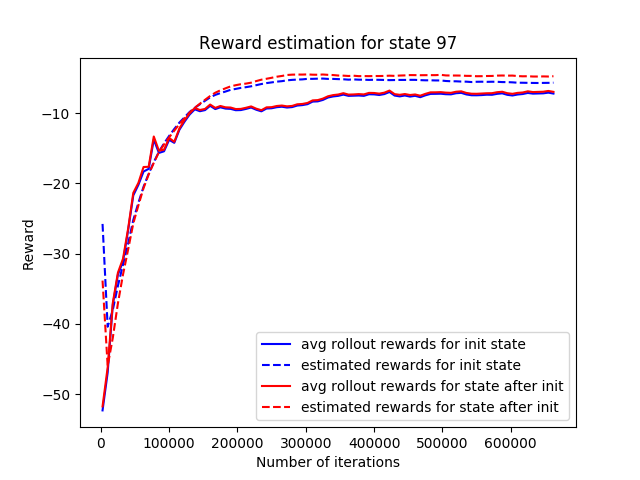 Reward estimation for state 97
Reward
−10
−20
−30
−40
−50
avg rollout rewards for init state
estimated rewards for init state
avg rollout rewards for state after init
estimated rewards for state after init
0 100000 200000 300000 400000 500000 600000
Number of iterations